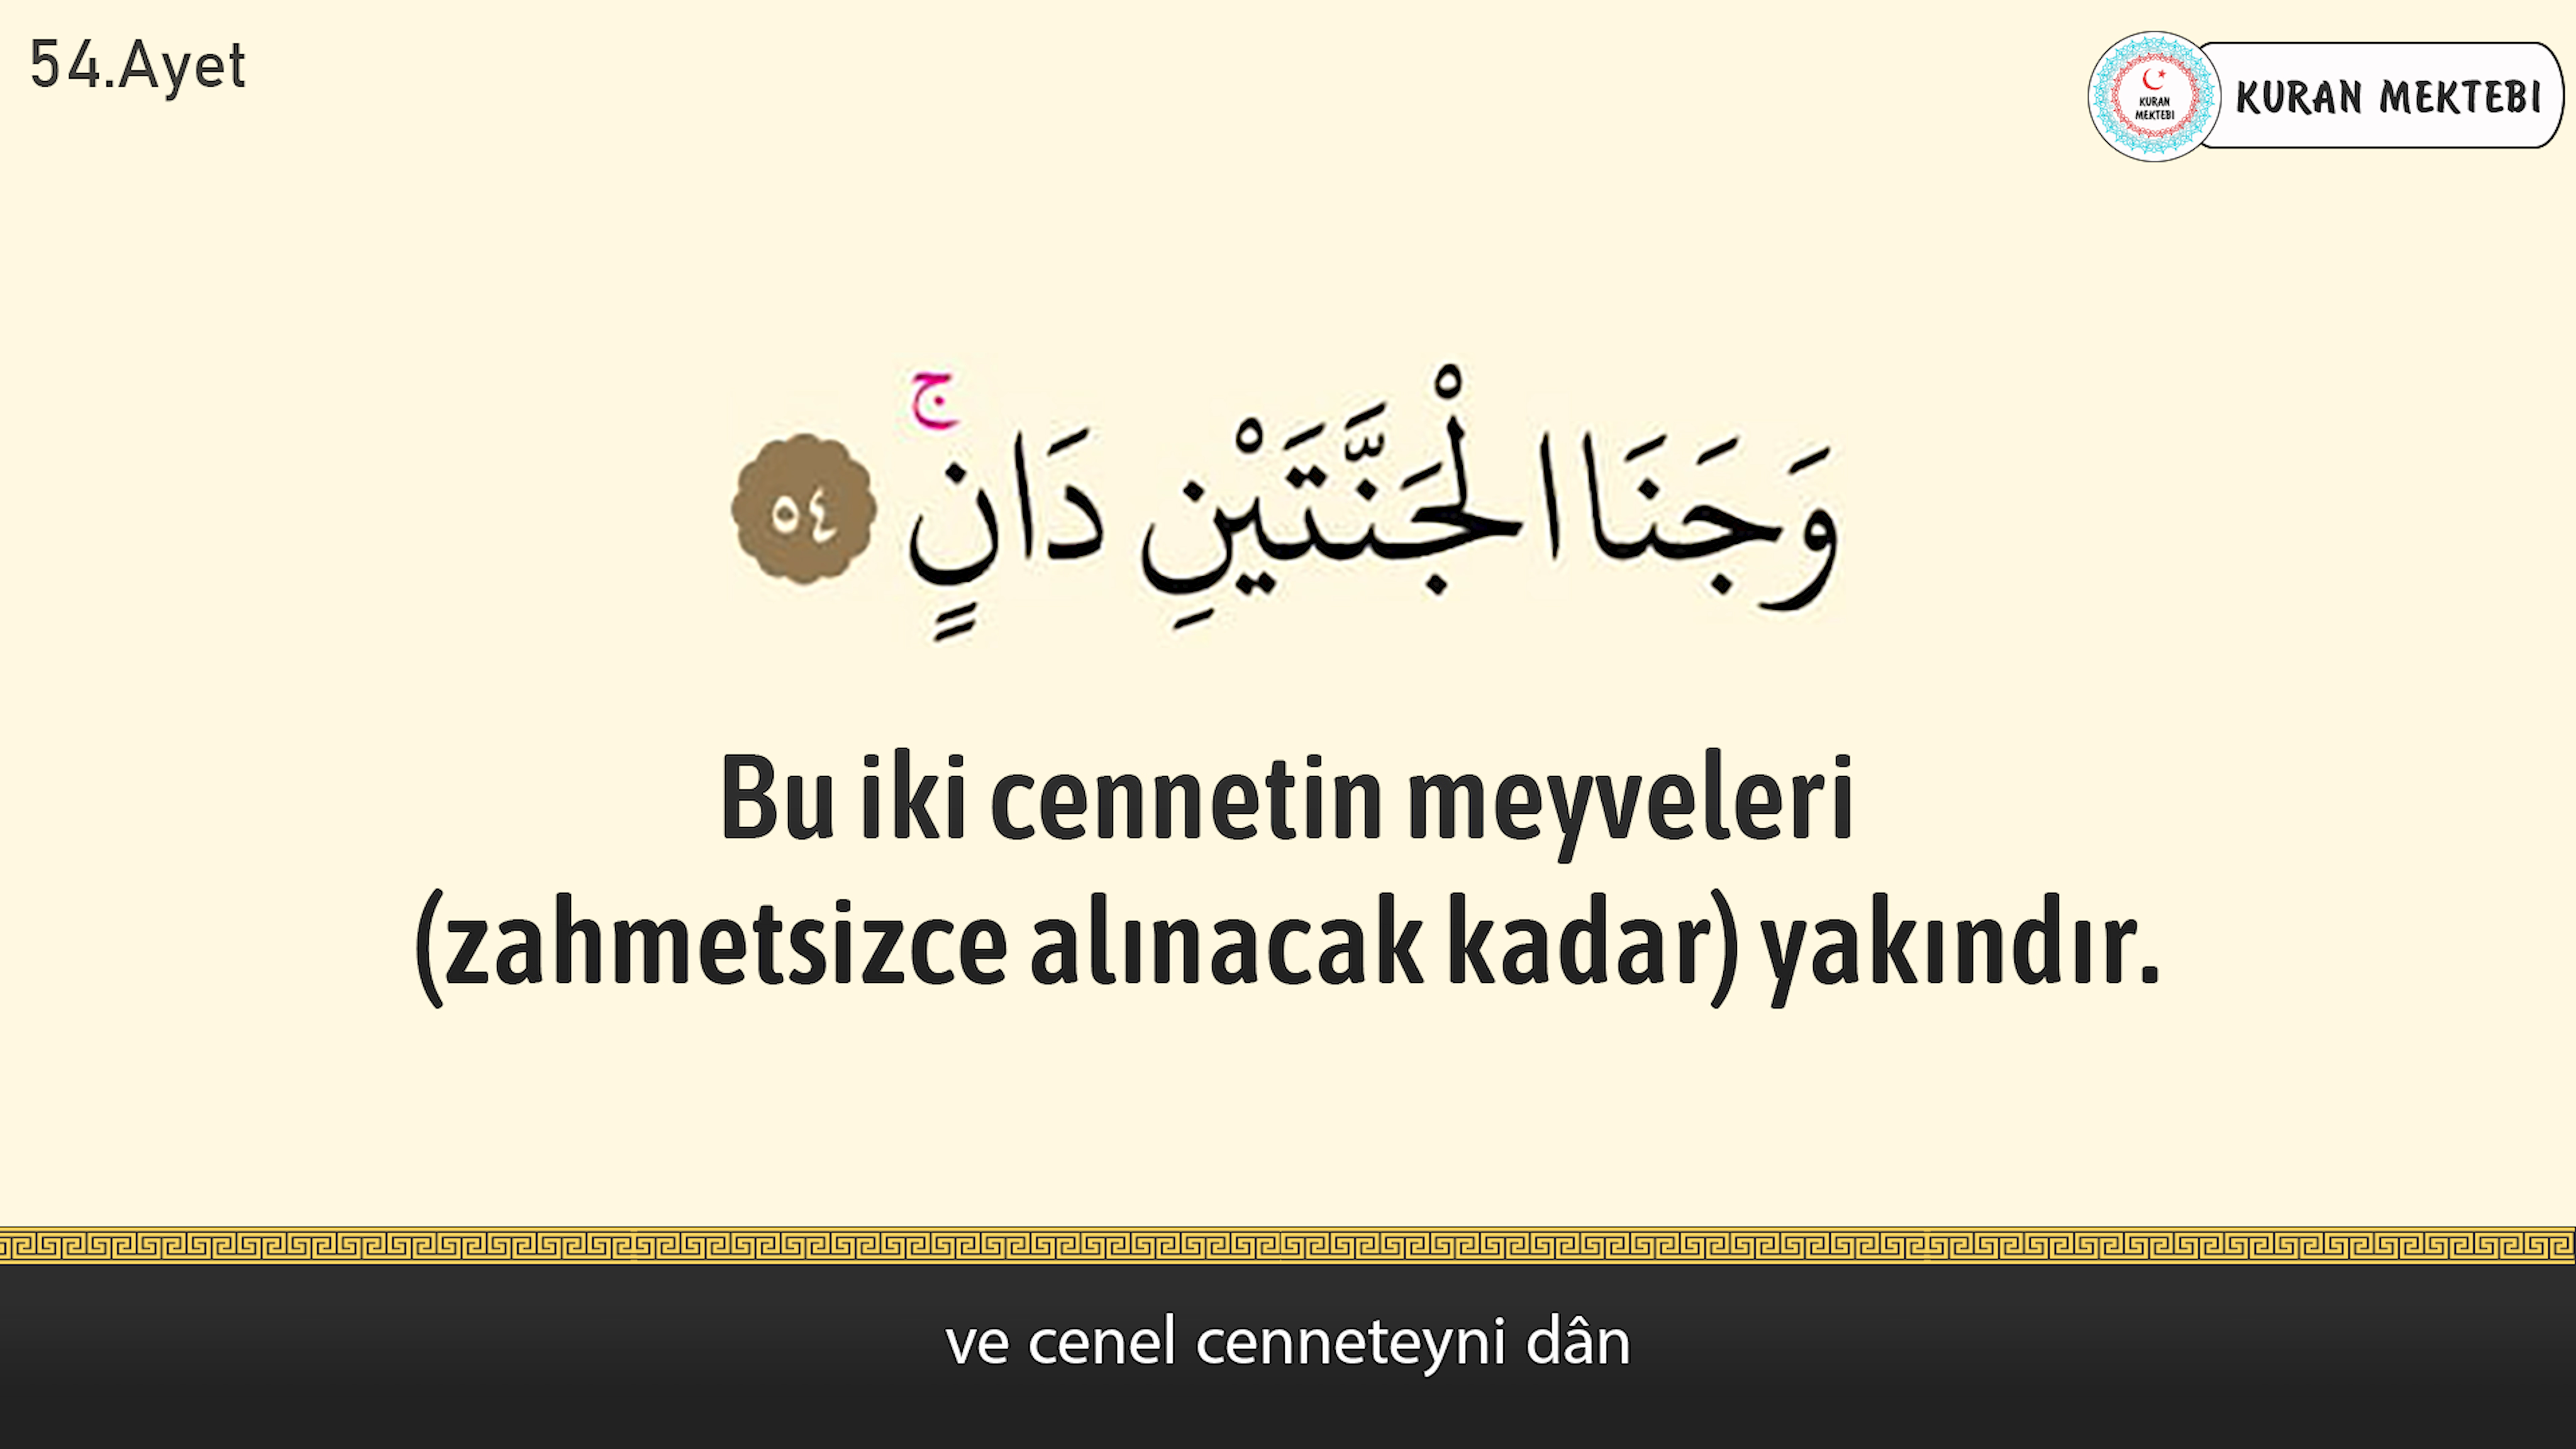 54.Ayet
KURAN
MEKTEBI
KURAN MEKTEBI
وَجَنَا الْجَنَّتَيْنِ دَانٍۚ ٥٤
Bu iki cennetin meyveleri
(zahmetsizce alınacak kadar) yakındır.
ve cenel cenneteyni dân